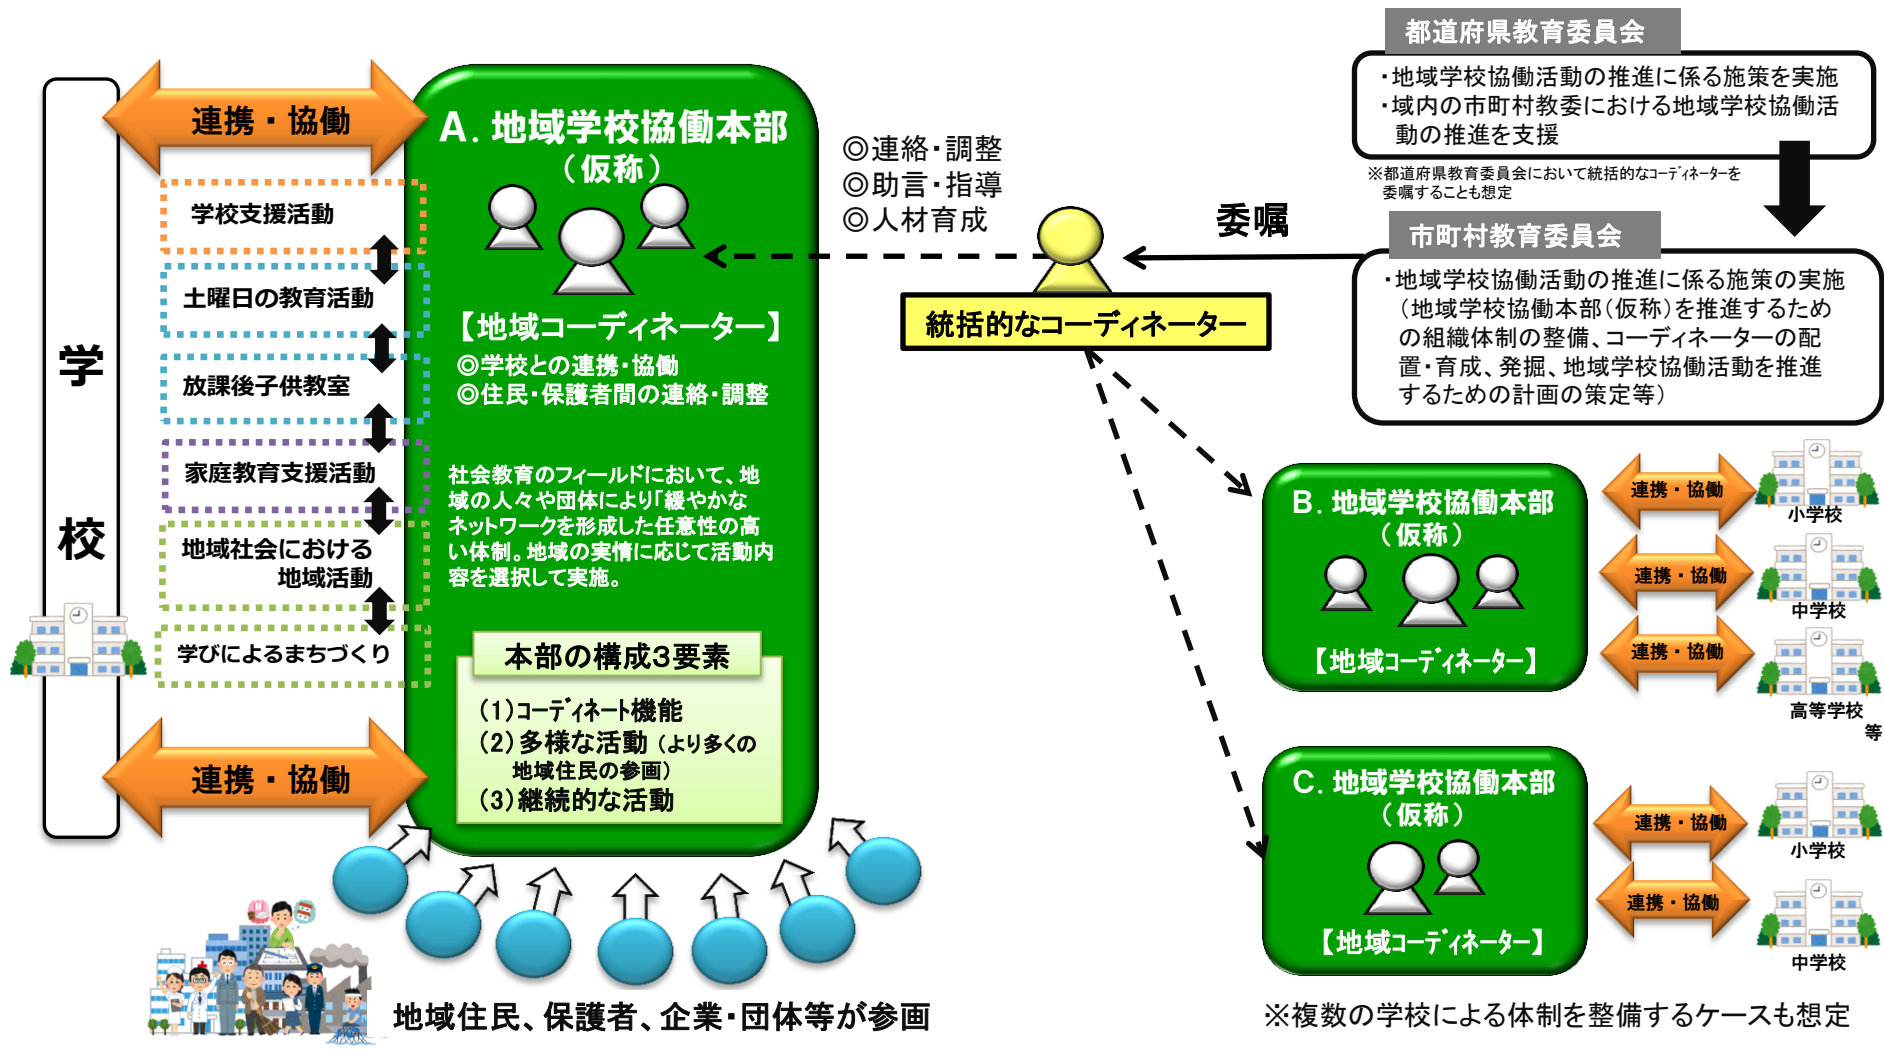 学校
連携・協働
学校支援活動
土曜日の教育活動
放課後子供教室
家庭教育支援活動
地域社会における
地域活動
学びによるまちづくり
連携・協働
A．地域学校協働本部
（仮称）
【地域コーディネーター】
◎学校との連携・協働
◎住民・保護者間の連絡・調整
社会教育のフィールドにおいて、地
域の人々や団体により「緩やかな
ネットワークを形成した任意性の高
い体制。地域の実情に応じて活動内
容を選択して実施。
本部の構成３要素
（１）コーディネート機能
（２）多様な活動（より多くの
地域住民の参画）
（３）継続的な活動
地域住民、保護者、企業・団体等が参画
◎連絡・調整
◎助言・指導
◎人材育成
統括的なコーディネーター
委嘱
都道府県教育委員会
・地域学校協働活動の推進に係る施策を実施
・域内の市町村教委における地域学校協働活
動の推進を支援
※都道府県教育委員会において統括的なコーディネーターを
委嘱することも想定
市町村教育委員会
・地域学校協働活動の推進に係る施策の実施
（地域学校協働本部（仮称）を推進するため
の組織体制の整備、コーディネーターの配
置・育成、発掘、地域学校協働活動を推進
するための計画の策定等）
B．地域学校協働本部
（仮称）
【地域コーディネーター】
連携・協働
小学校
連携・協働
中学校
連携・協働
高等学校
等
C．地域学校協働本部
（仮称）
【地域コーディネーター】
連携・協働
小学校
連携・協働
中学校
※複数の学校による体制を整備するケースも想定